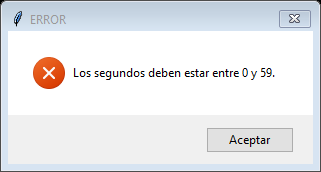 ERROR
Los segundos deben estar entre 0 y 59.
Aceptar